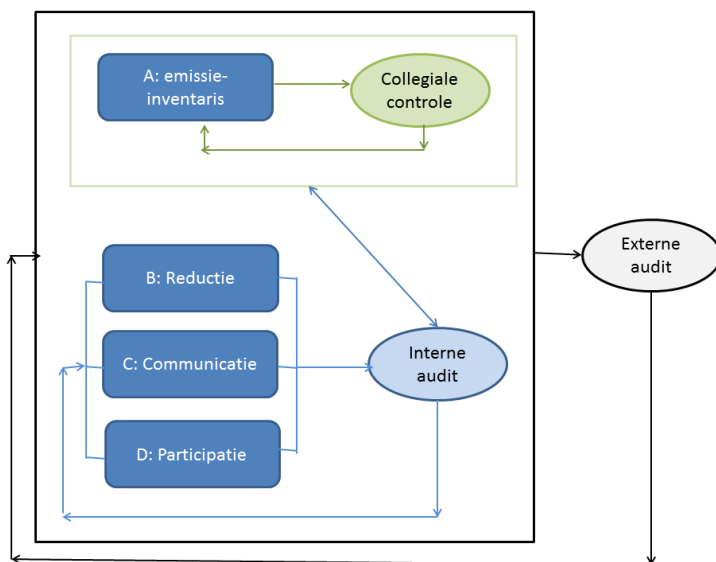 A: emissie-
inventaris
Collegiale
controle
B: Reductie
C: Communicatie
D: Participatie
Interne
audit
Externe
audit